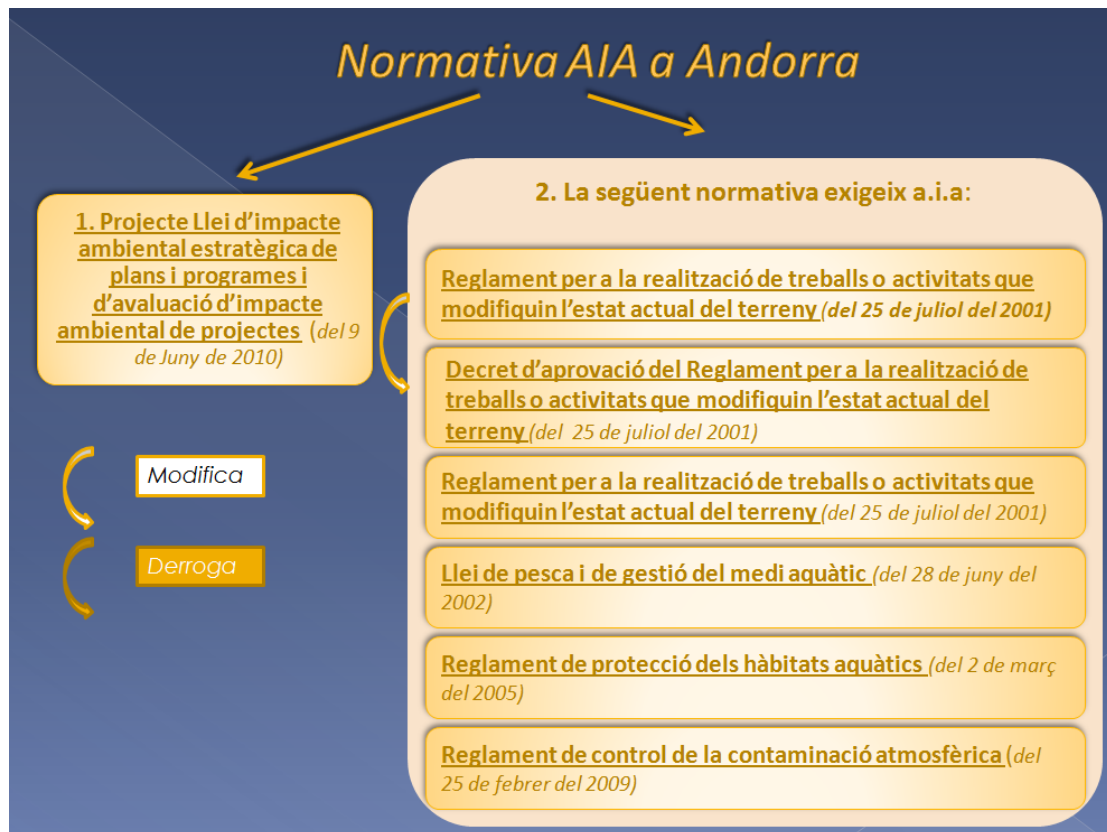 Normativa AIA a Andorra
1. Projecte Llei d'impacte
ambiental estratègica de
plans i programes i
d'avaluació d'impacte
ambiental de projectes (del 9
de Juny de 2010)
Modifica
Derroga
2. La següent normativa exigeix a.i.a:
Reglament per a la realització de treballs o activitats que
modifiquin l'estat actual del terreny (del 25 de juliol del 2001)
Decret d'aprovació del Reglament per a la realització de
treballs o activitats que modifiquin l'estat actual del
terreny (del 25 de juliol del 2001)
Reglament per a la realització de treballs o activitats que
modifiquin l'estat actual del terreny (del 25 de juliol del 2001)
Llei de pesca i de gestió del medi aquàtic (del 28 de juny del
2002)
Reglament de protecció dels hàbitats aquàtics (del 2 de març
del 2005)
Reglament de control de la contaminació atmosfèrica (del
25 de febrer del 2009)